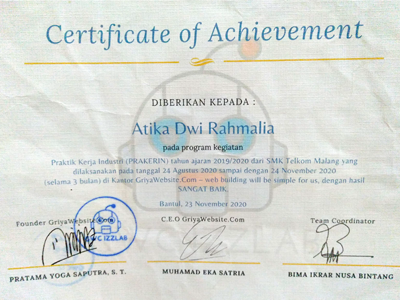 Certificate of Achievement
DIBERIKAN KEPADA :
Atika Dwi Rahmalia
pada program kegiatan
Praktik Kerja Industri (PRAKERIN) tahun ajaran 2019/2020 dari SMK Telkom Malang yang
dilaksanakan pada tanggal 24 Agustus 2020 sampai dengan 24 November 2020
(selama 3 bulan) di Kantor GriyaWebsite.Com – web building will be simple for us, dengan hasil
SANGAT BAIK.
Bantul, 23 November 2020
Founder GriyaWebsite.Com C.E.O GriyaWebsite.Com Team Coordinator
IZZLAB
PRATAMA YOGA SAPUTRA, S. T. MUHAMAD EKA SATRIA BIMA IKRAR NUSA BINTANG